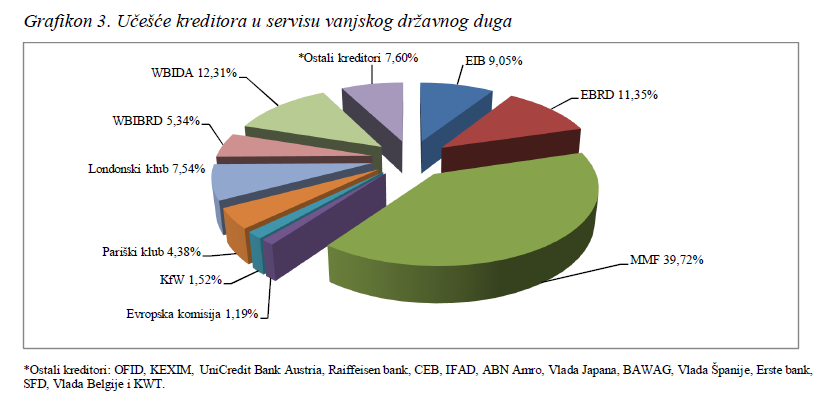 Grafikon 3. Učešće kreditora u servisu vanjskog državnog duga
*Ostali kreditori 7,60%
EIB 9,05%
WBIDA 12,31%
EBRD 11,35%
WBIBRD 5,34%
Londonski klub 7,54%
Pariški klub 4,38%
MMF 39,72%
KfW 1,52%
Evropska komisija 1,19%
*Ostali kreditori: OFID, KEXIM, UniCredit Bank Austria, Raiffeisen bank, CEB, IFAD, ABN Amro, Vlada Japana, BAWAG, Vlada Španije, Erste bank,
SFD, Vlada Belgije i KWT.